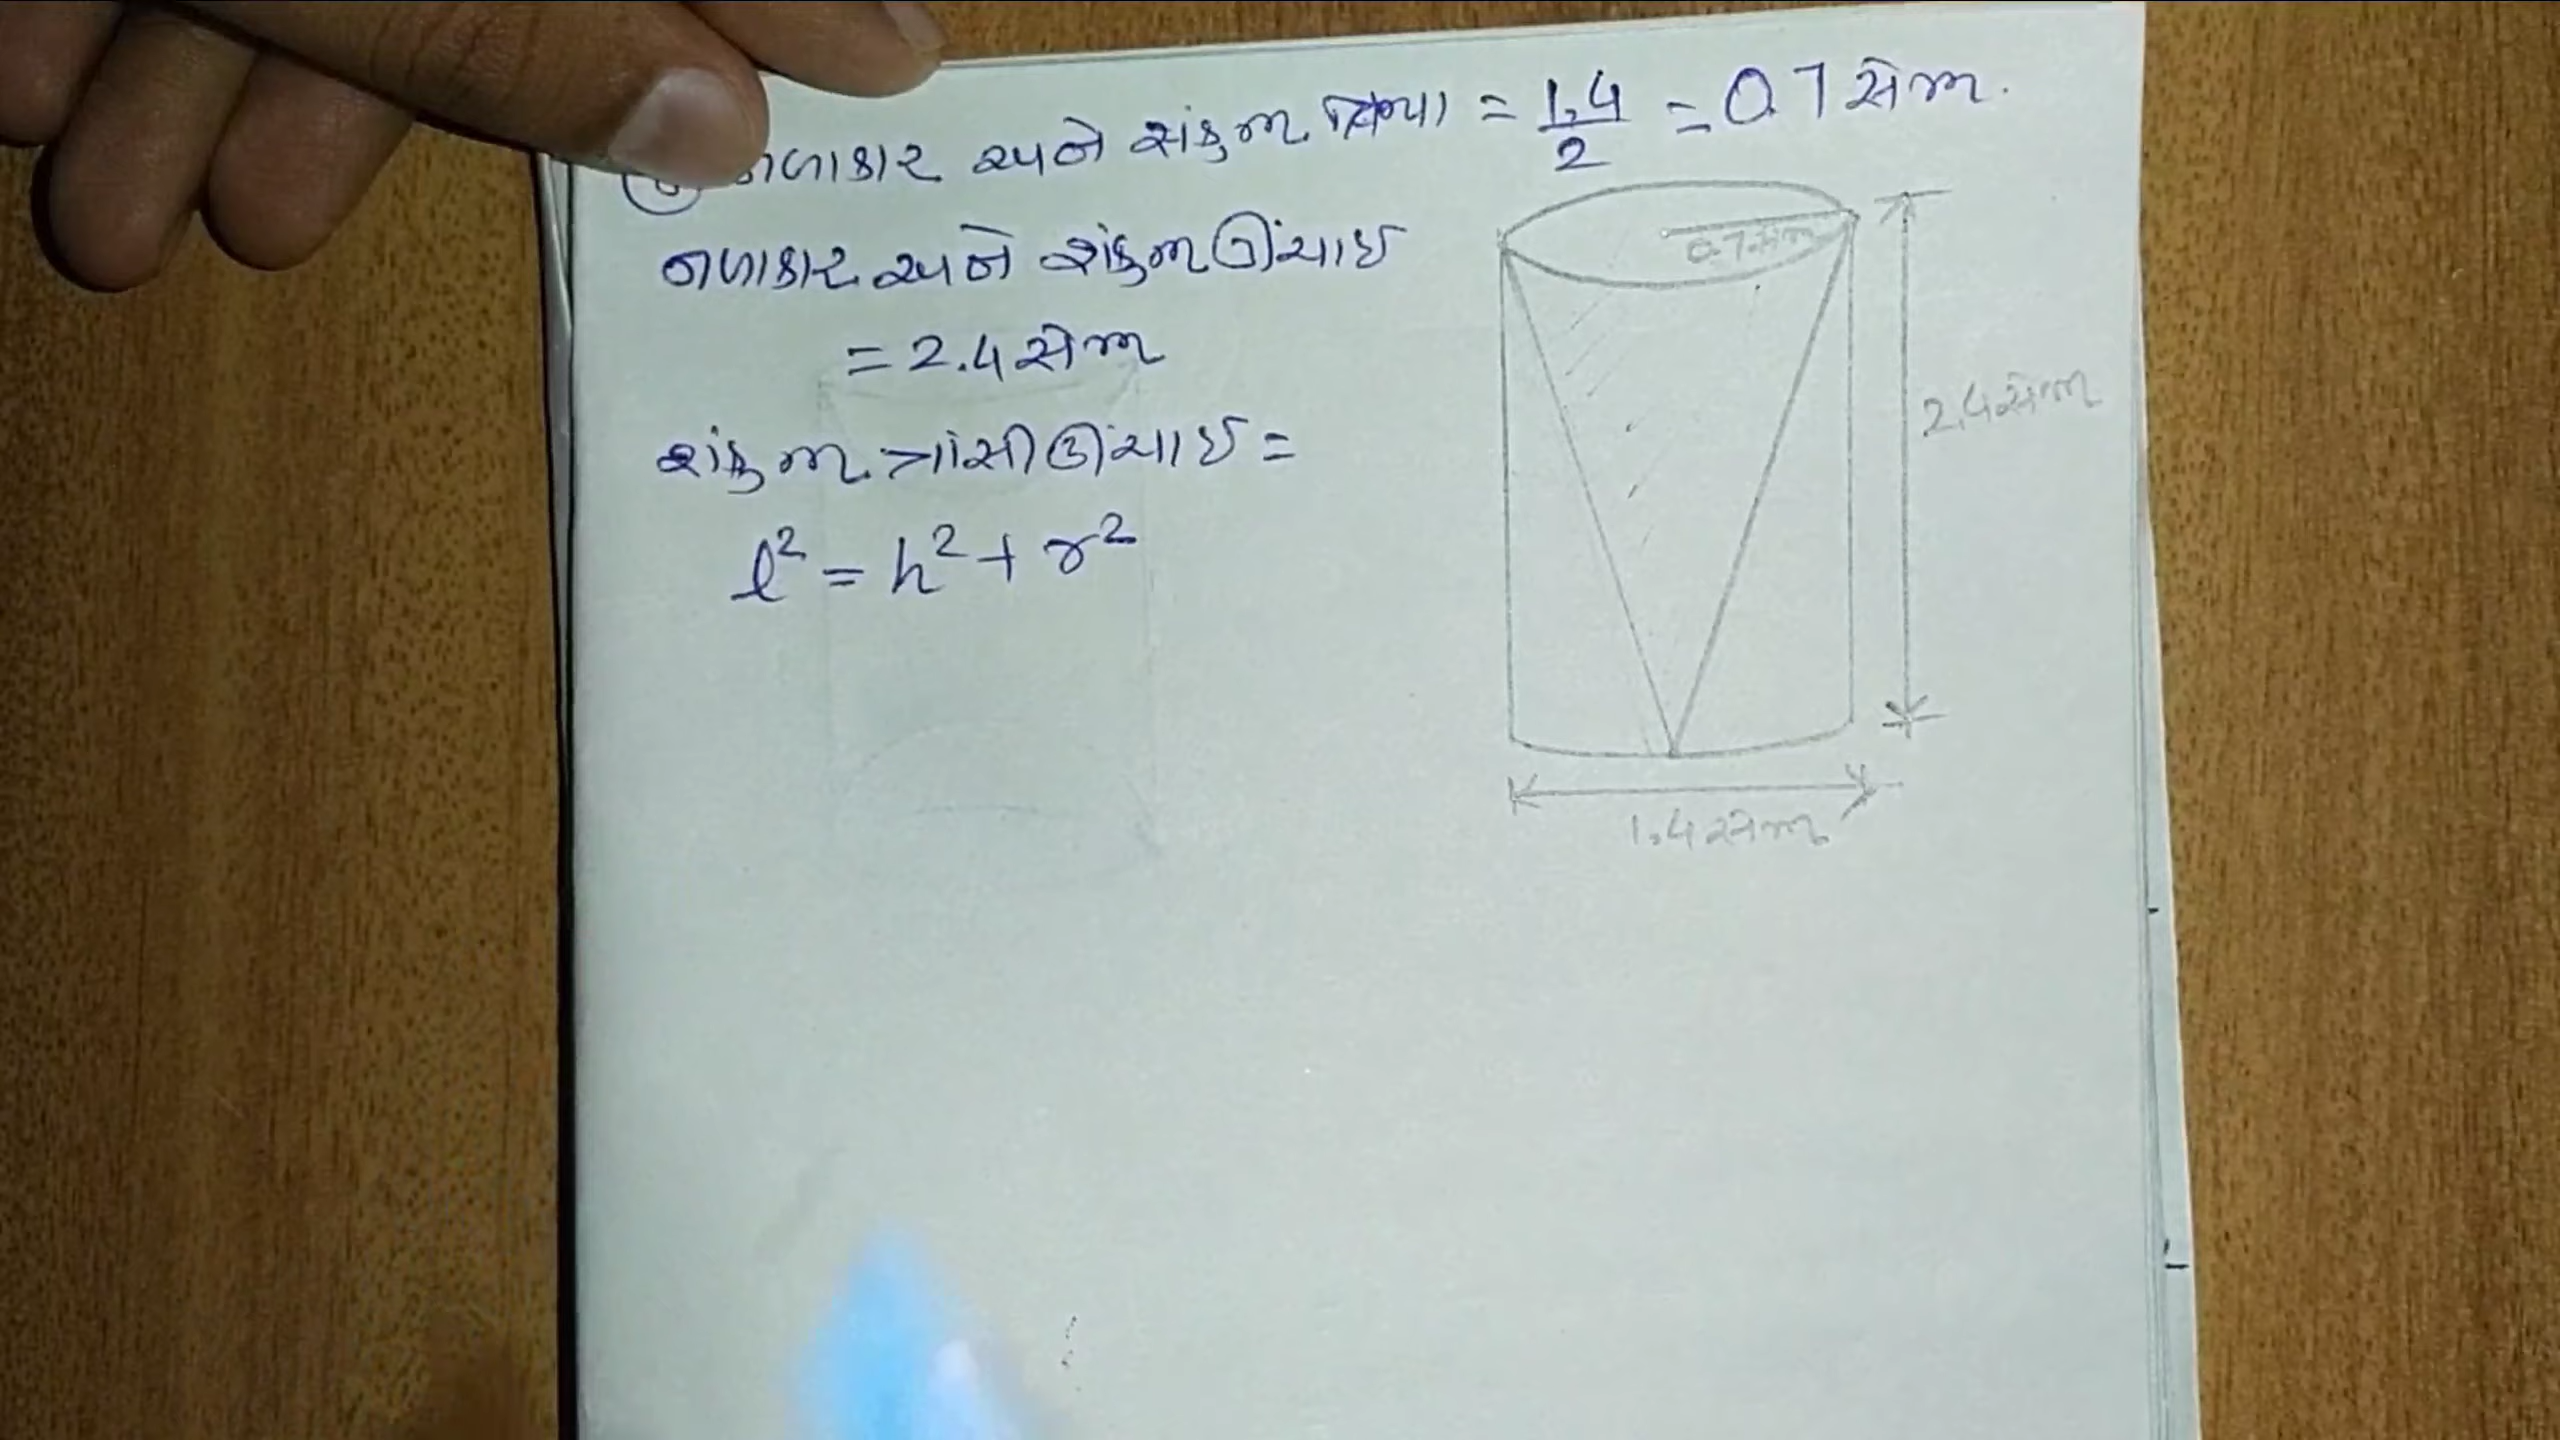 નળાકાર અને શંકુમ ત્રિજ્યા = 1.4/2 = 0.7 સેમ.
નળાકાર અને શંકુમ ઊંચાઈ
= 2.4 સેમ
શંકુમ ત્રાંસી ઊંચાઈ =
l² = h² + r²
0.7 સેમ
2.4 સેમ
1.4 સેમ